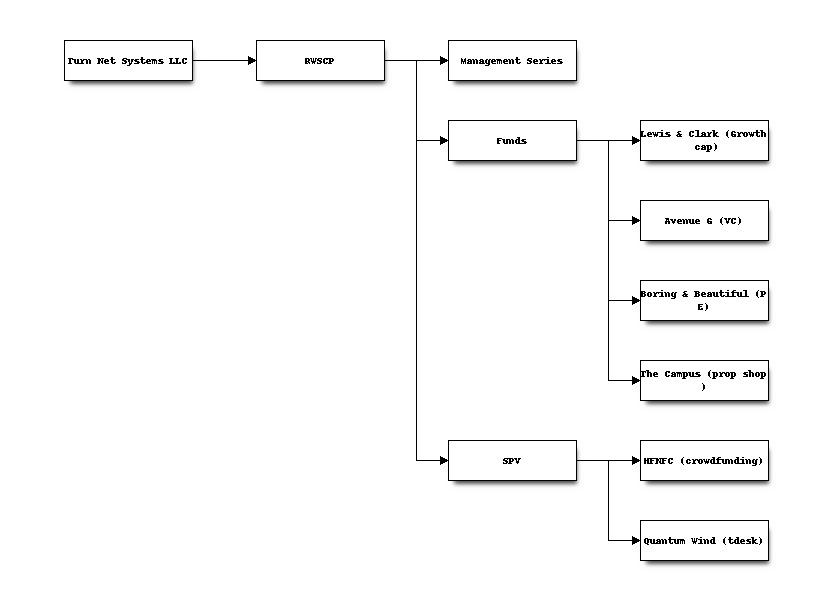 Turn Net Systems LLC
RWSCP
Management Series
Funds
Lewis & Clark (Growth
cap)
Avenue G (VC)
Boring & Beautiful (P
E)
The Campus (prop shop
)
SPV
HFNFC (crowdfunding)
Quantum Wind (tdesk)